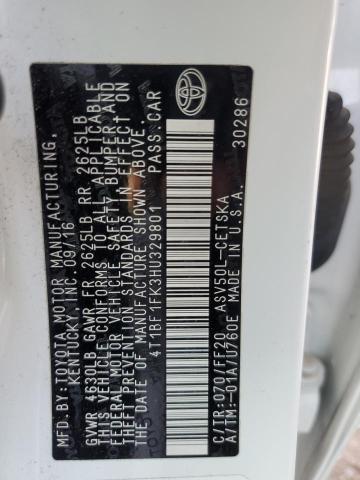 MFD.BY:TOYOTA MOTOR MANUFACTURING,
KENTUCKY, INC. 09/16
GVWR 4630LB GAWR FR 2625LB RR 2625LB
THIS VEHICLE CONFORMS TO ALL APPLICABLE
FEDERAL MOTOR VEHICLE SAFETY, BUMPER, AND
THEFT PREVENTION STANDARDS IN EFFECT ON
THE DATE OF MANUFACTURE SHOWN ABOVE.
4T1BF1FK3HU329801 PASS.CAR
C/TR:070/FF20 ASV50L-CETSKA
A/TM:-01A/U760E MADE IN U.S.A.
30286